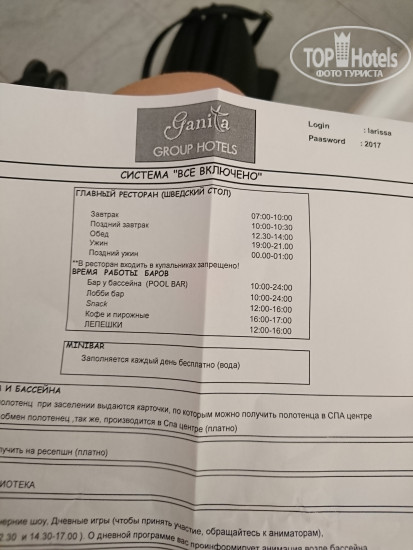 TOP Hotels
ФОТО ТУРИСТА
Ganita
GROUP HOTELS
Login : larissa
Paasword : 2017
СИСТЕМА "ВСЕ ВКЛЮЧЕНО"
ГЛАВНЫЙ РЕСТОРАН (ШВЕДСКИЙ СТОЛ)
Завтрак 07:00-10:00
Поздний завтрак 10:00-10:30
Обед 12.30-14:00
Ужин 19:00-21.00
Поздний ужин 00.00-01:00
**В ресторан входить в купальниках запрещено!
ВРЕМЯ РАБОТЫ БАРОВ
Бар у бассейна (POOL BAR) 10:00-24:00
Лобби бар 10:00-24:00
Snack 12:00-16:00
Кофе и пирожные 16:00-17:00
ЛЕПЕШКИ 12:00-16:00
MINIBAR
Заполняется каждый день бесплатно (вода)
А И БАССЕЙНА
полотенц при заселении выдаются карточки, по которым можно получить полотенца в СПА центре
обмен полотенец ,так же, производится в Спа центре (платно)
лучить на ресепшн (платно)
ИОТЕКА
черние шоу, Дневные игры (чтобы принять участие, обращайтесь к аниматорам).
2.30 и 14.30-17.00 ) О дневной программе вас проинформирует анимация возле бассейна